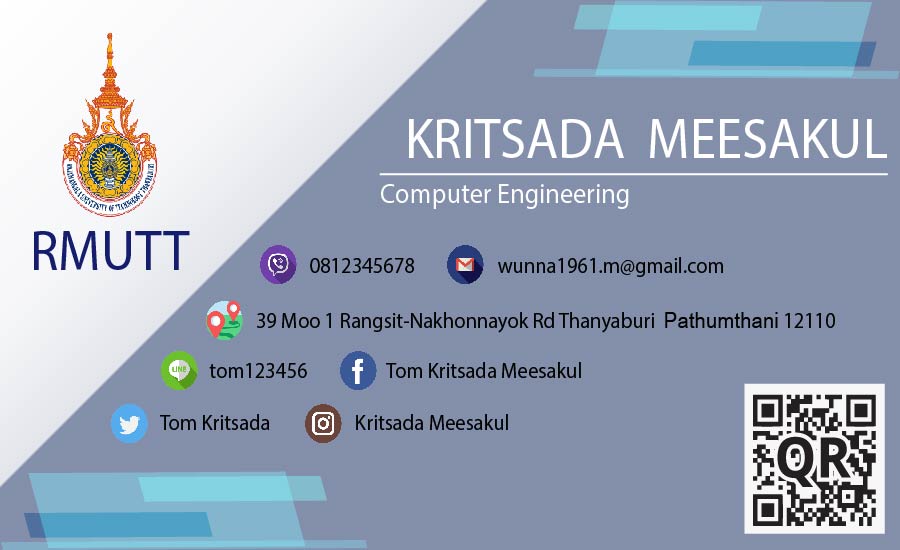 KRITSADA MEESAKUL
Computer Engineering
RMUTT
0812345678
wunna1961.m@gmail.com
39 Moo 1 Rangsit-Nakhonnayok Rd Thanyaburi Pathumthani 12110
LINE
tom123456
Tom Kritsada Meesakul
Tom Kritsada
Kritsada Meesakul
QR